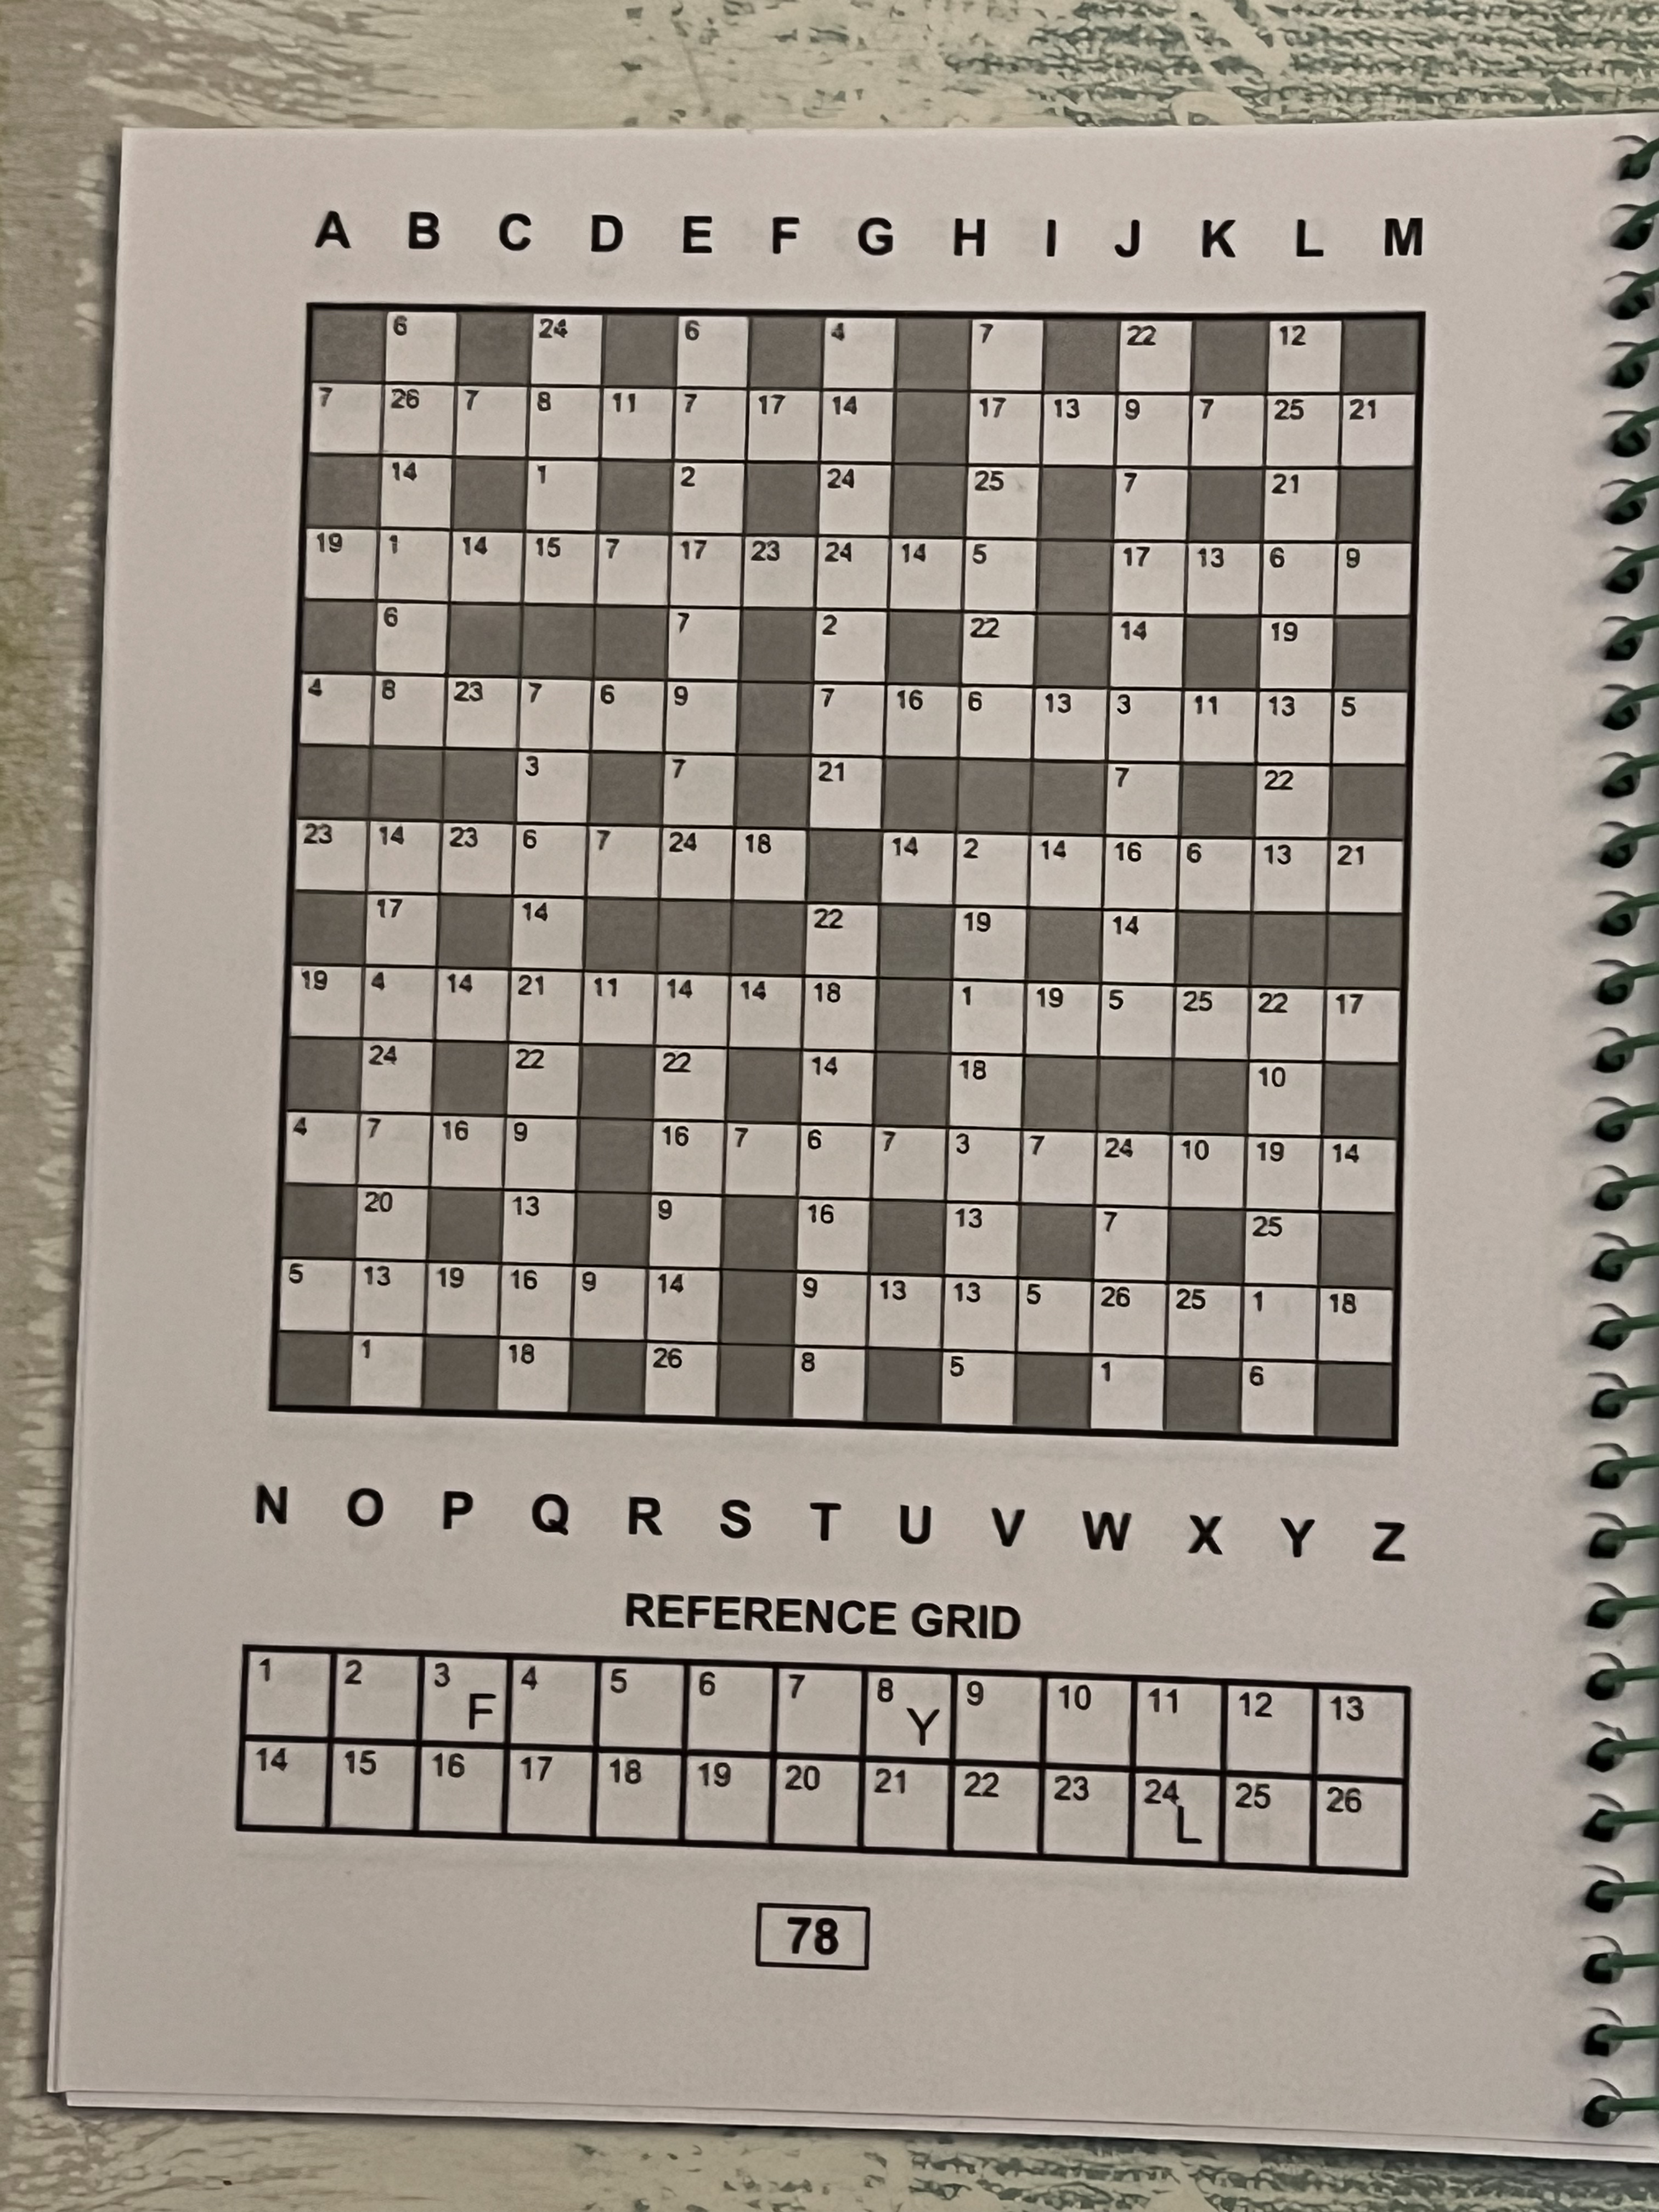 A B C D E F G H I J K L M
6 24 6 4 7 22 12
7 26 7 8 11 7 17 14 17 13 9 7 25 21
14 1 2 24 25 7 21
19 1 14 15 7 17 23 24 14 5 17 13 6 9
6 7 2 22 14 19
4 8 23 7 6 9 7 16 6 13 3 11 13 5
3 7 21 7 22
23 14 23 6 7 24 18 14 2 14 16 6 13 21
17 14 22 19 14
19 4 14 21 11 14 14 18 1 19 5 25 22 17
24 22 22 14 18 10
4 7 16 9 16 7 6 7 3 7 24 10 19 14
20 13 9 16 13 7 25
5 13 19 16 9 14 9 13 13 5 26 25 1 18
1 18 26 8 5 1 6
N O P Q R S T U V W X Y Z
REFERENCE GRID
1 2 3 F 4 5 6 7 8 Y 9 10 11 12 13
14 15 16 17 18 19 20 21 22 23 24 L 25 26
78